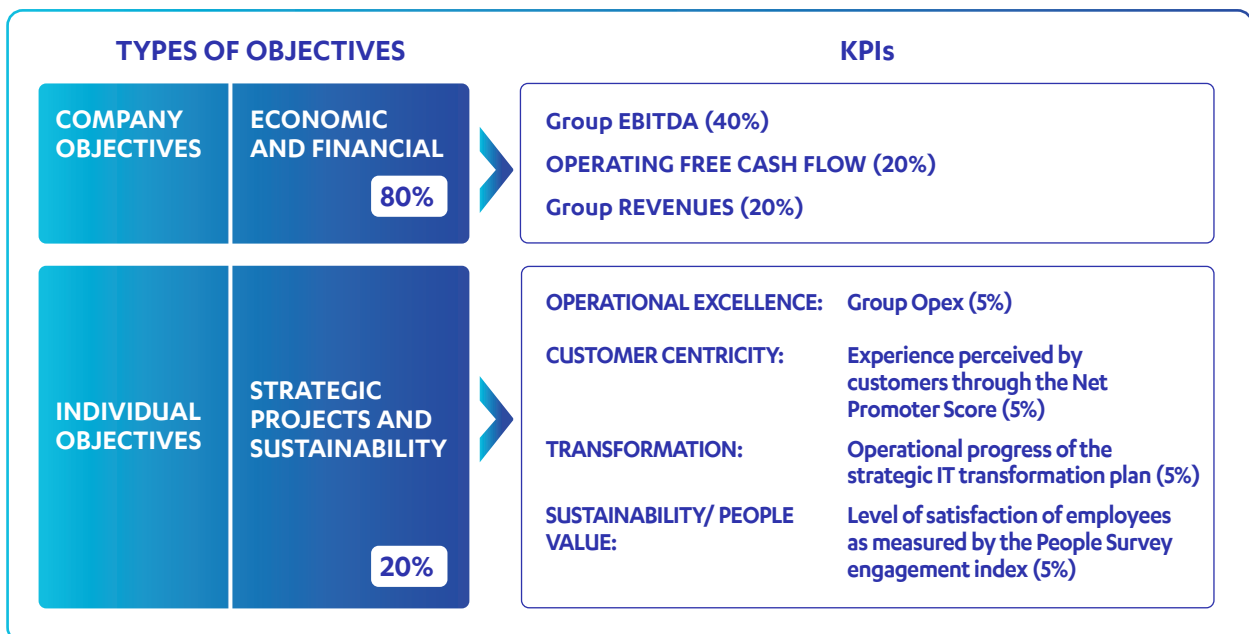 TYPES OF OBJECTIVES
KPIs
COMPANY
OBJECTIVES
ECONOMIC
AND FINANCIAL
80%
Group EBITDA (40%)
OPERATING FREE CASH FLOW (20%)
Group REVENUES (20%)
INDIVIDUAL
OBJECTIVES
STRATEGIC
PROJECTS AND
SUSTAINABILITY
20%
OPERATIONAL EXCELLENCE:
Group Opex (5%)
CUSTOMER CENTRICITY:
Experience perceived by
customers through the Net
Promoter Score (5%)
TRANSFORMATION:
Operational progress of the
strategic IT transformation plan (5%)
SUSTAINABILITY/ PEOPLE
VALUE:
Level of satisfaction of employees
as measured by the People Survey
engagement index (5%)